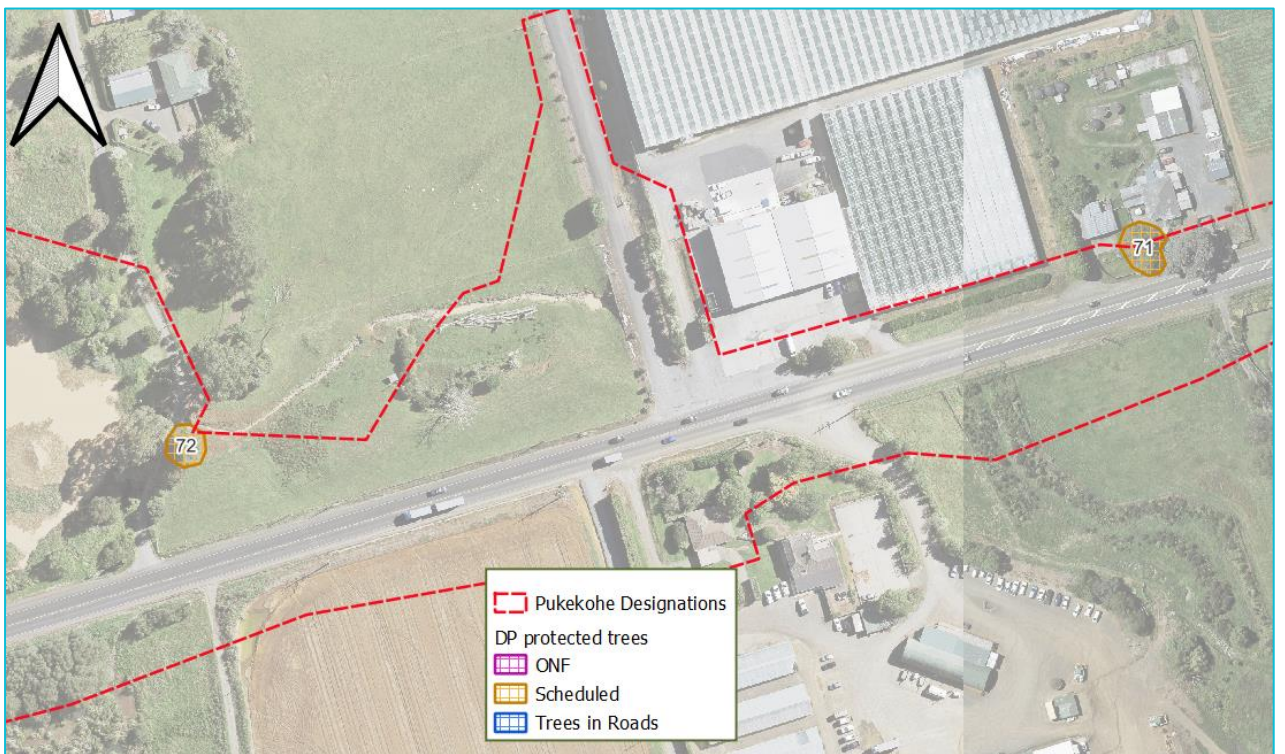 71
72
Pukekohe Designations
DP protected trees
ONF
Scheduled
Trees in Roads